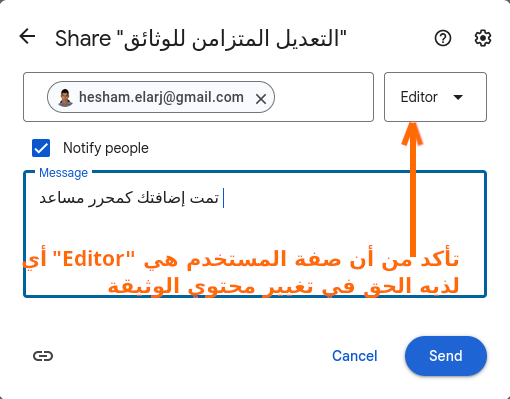 Share "التعديل المتزامن للوثائق"
hesham.elarj@gmail.com
Editor
Notify people
Message
تمت إضافتك كمحرر مساعد
تأكد من أن صفة المستخدم هي "Editor" أي
لذيه الحق في تغيير محتوي الوثيقة
Cancel
Send